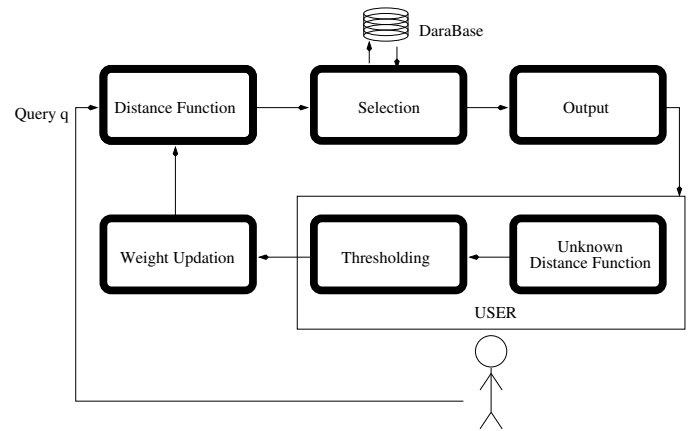 DaraBase
Query q
Distance Function
Selection
Output
Weight Updation
Thresholding
Unknown
Distance Function
USER